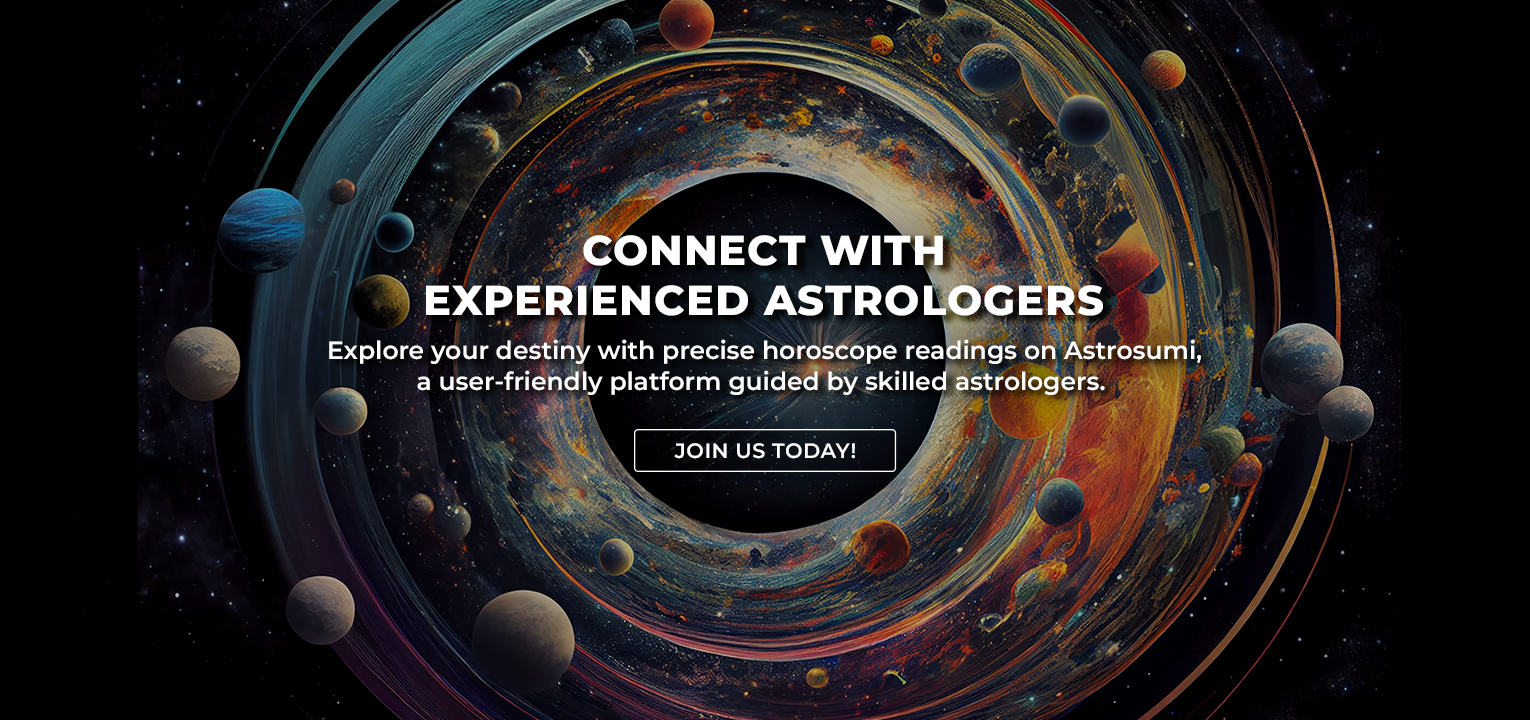 CONNECT WITH
EXPERIENCED ASTROLOGERS
Explore your destiny with precise horoscope readings on Astrosumi,
a user-friendly platform guided by skilled astrologers.
JOIN US TODAY!